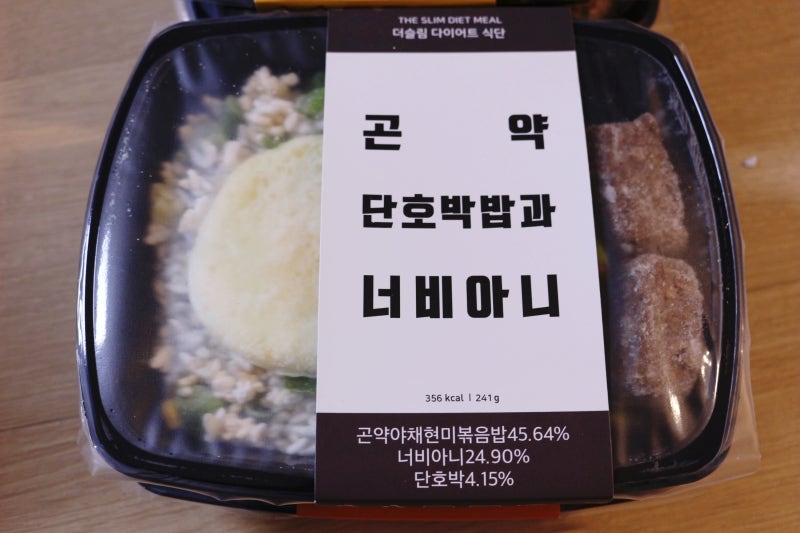 THE SLIM DIET MEAL
더슬림 다이어트 식단
곤 약
단호박밥과
너비아니
356 kcal | 241g
곤약야채현미볶음밥45.64%
너비아니24.90%
단호박4.15%